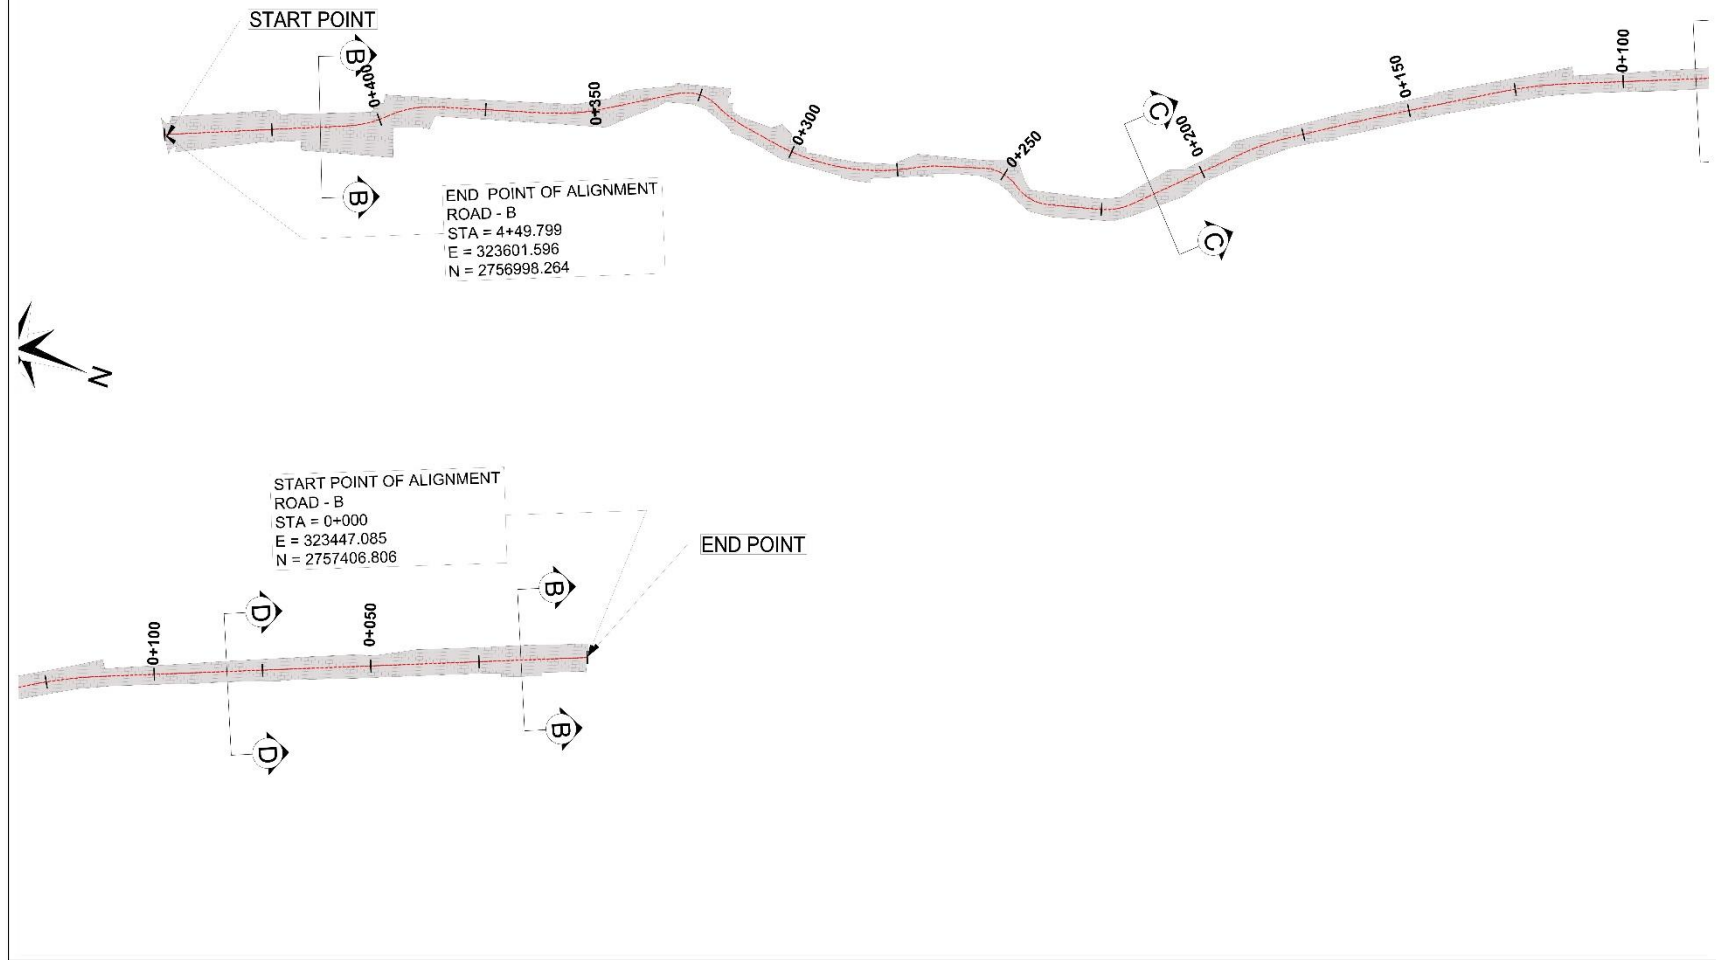 START POINT
B
0+400
0+350
0+300
0+250
C
0+200
0+150
0+100
B
END POINT OF ALIGNMENT
ROAD - B
STA = 4+49.799
E = 323601.596
N = 2756998.264
C
N
START POINT OF ALIGNMENT
ROAD - B
STA = 0+000
E = 323447.085
N = 2757406.806
END POINT
D
0+100
0+050
B
D
B